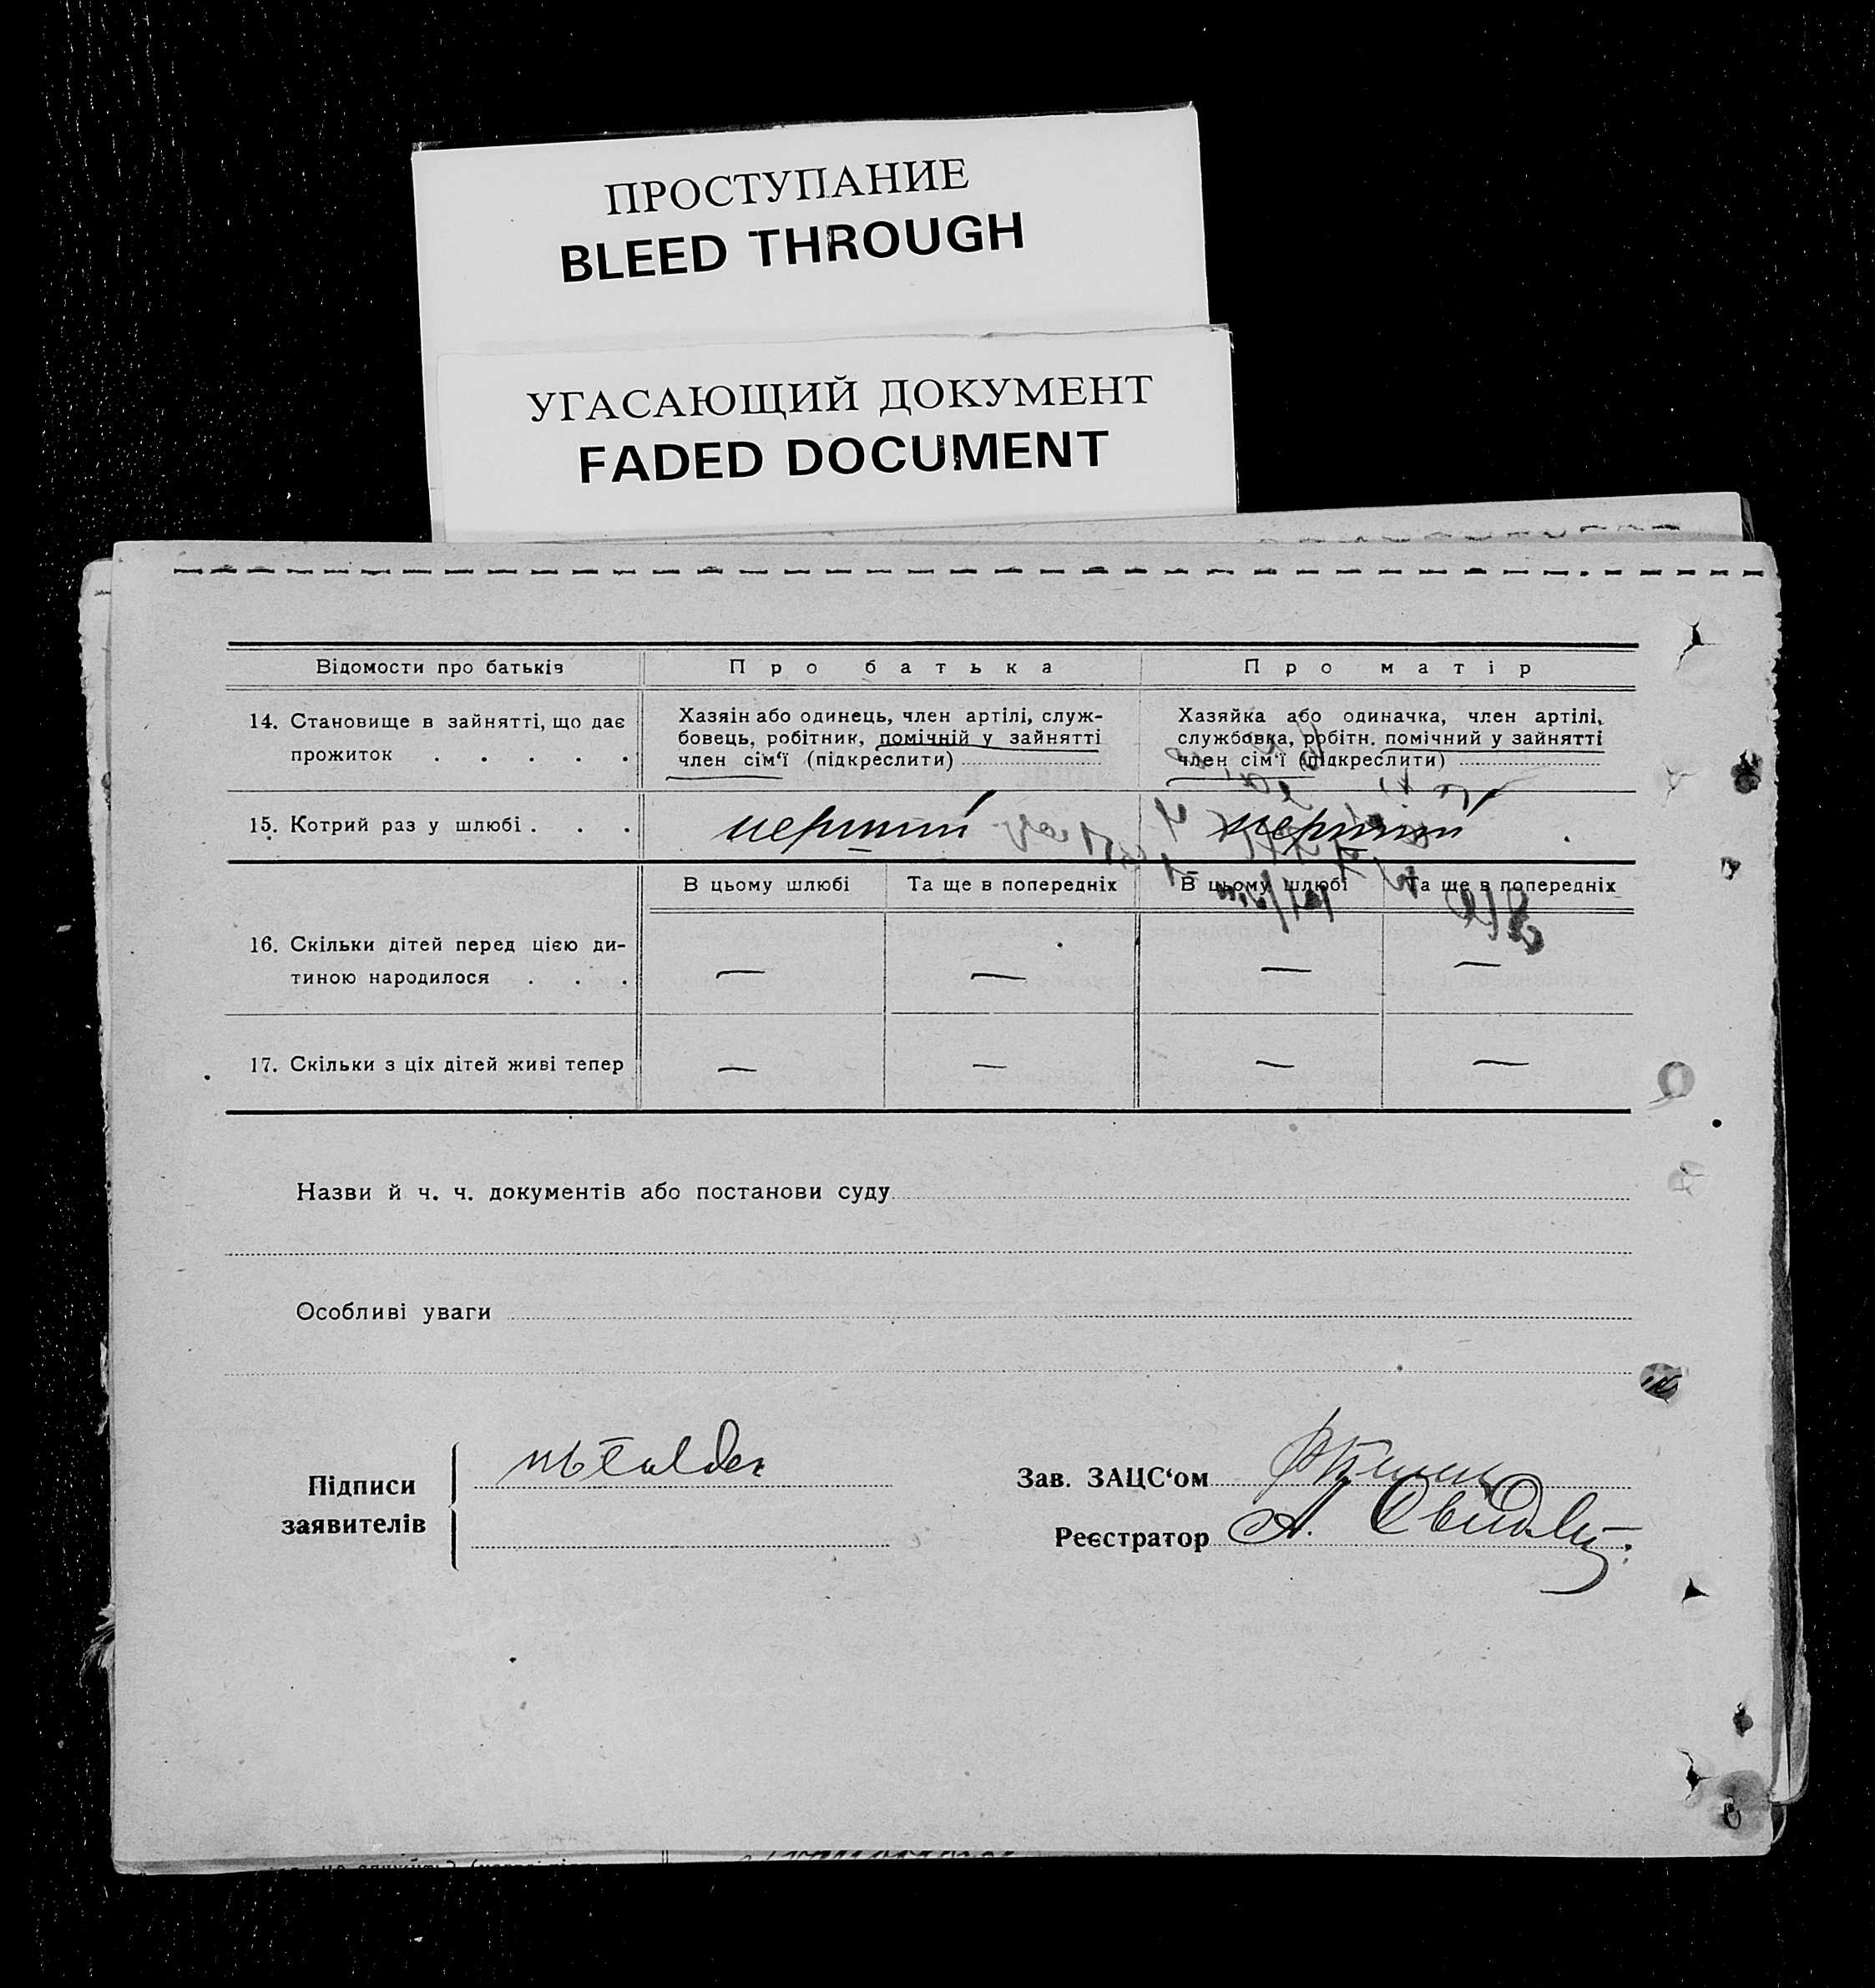 ПРОСТУПАНИЕ
BLEED THROUGH
УГАСАЮЩИЙ ДОКУМЕНТ
FADED DOCUMENT
Відомости про батьків
Про батька
Про матір
14. Становище в зайнятті, що дає
прожиток . . . . .
Хазяін або одинець, член артілі, служ-
бовець, робітник, помічній у зайнятті
член сім‘ї (підкреслити)
Хазяйка або одиначка, член артілі,
службовка, робітн. помічний у зайнятті
член сім‘ї (підкреслити)
15. Котрий раз у шлюбі . . .
перший
перший
В цьому шлюбі
Та ще в попередніх
В цьому шлюбі
Та ще в попередніх
16. Скільки дітей перед цією ди-
тиною народилося . . .
— — — —
17. Скільки з ціх дітей живі тепер
— — — —
Назви й ч. ч. документів або постанови суду
Особливі уваги
Підписи
заявителів
Зав. ЗАЦС‘ом
Реєстратор А.